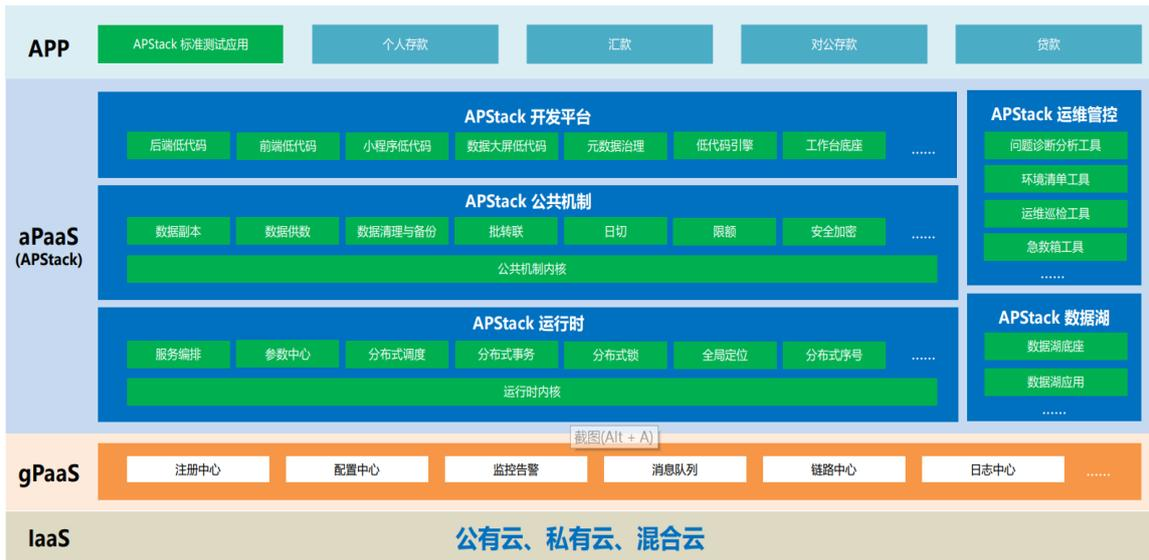 APP
APStack 标准测试应用
个人存款
汇款
对公存款
贷款
aPaaS
(APStack)
APStack 开发平台
后端低代码
前端低代码
小程序低代码
数据大屏低代码
元数据治理
低代码引擎
工作台底座
......
APStack 公共机制
数据副本
数据供数
数据清理与备份
批转联
日切
限额
安全加密
......
公共机制内核
APStack 运行时
服务编排
参数中心
分布式调度
分布式事务
分布式锁
全局定位
分布式序号
......
运行时内核
APStack 运维管控
问题诊断分析工具
环境清单工具
运维巡检工具
急救箱工具
......
APStack 数据湖
数据湖底座
数据湖应用
......
截图(Alt + A)
gPaaS
注册中心
配置中心
监控告警
消息队列
链路中心
日志中心
......
IaaS
公有云、私有云、混合云